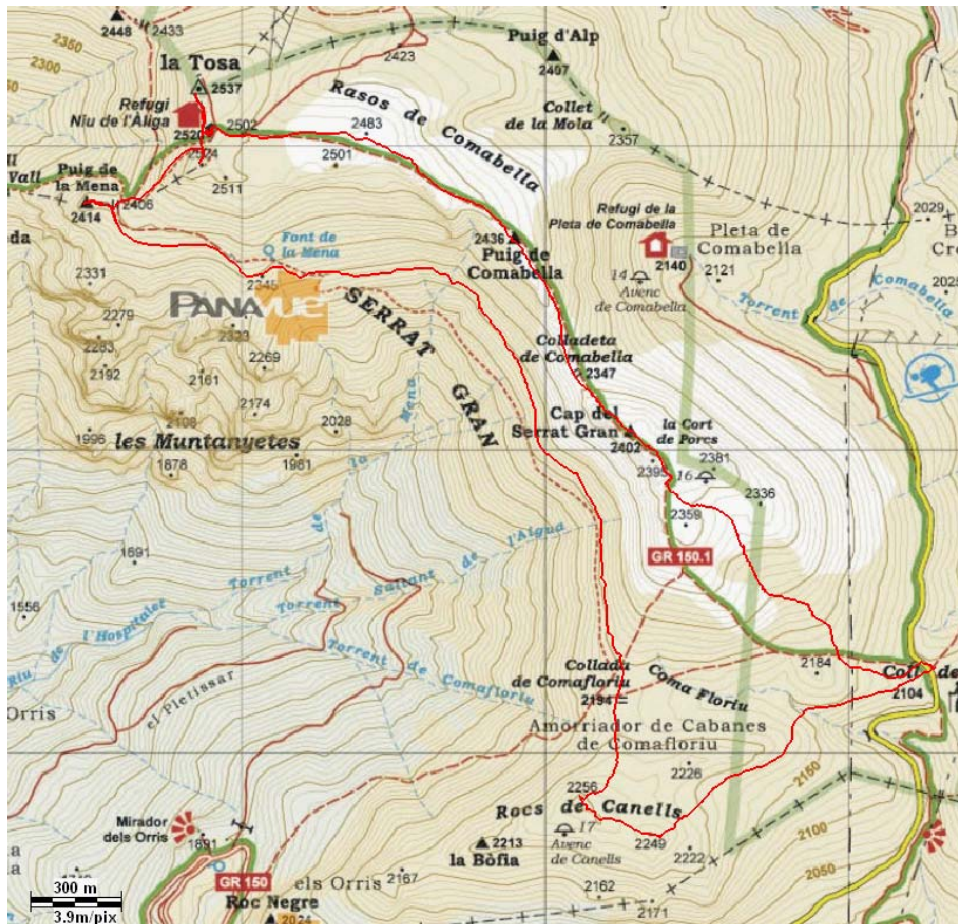 2448
2433
2350
2300
la Tosa
2537
2423
Puig d'Alp
2407
Refugi
Niu de l'Àliga
2520
2502
Rasos de Comabella
2483
Collet
de la Mola
2357
Vall
Puig de
la Mena
2414
2406
2511
2501
2029
2436
Puig de
Comabella
Refugi de la
Pleta de Comabella
2140
Pleta de
Comabella
2121
Font de
la Mena
2331
14
Avenc
de Comabella
Torrent de Comabella
PANAVUE
SERRAT GRAN
2279
2283
2192
2269
2161
2174
2108
2028
1996
les Muntanyetes
1878
1981
Colladeta
de Comabella
2347
Cap del
Serrat Gran
2402
la Cort
de Porcs
2395
2381
16
2336
2359
GR 150.1
1691
1556
Torrent de la Mena
Torrent Saltant de l'Aigua
Riu de l'Hospitalet
Torrent de Comafloriu
el Pletissar
Orris
Collada
de Comafloriu
2194
Coma Floriu
2184
Coll de
2104
Amorriador de Cabanes
de Comafloriu
2226
2256
Rocs de Canells
2150
2100
2050
Mirador
dels Orris
1691
2213
la Bòfia
17
Avenc
de Canells
2249
2222
GR 150
els Orris
2167
2162
2171
Roc Negre
2024
300 m
3.9m/pix